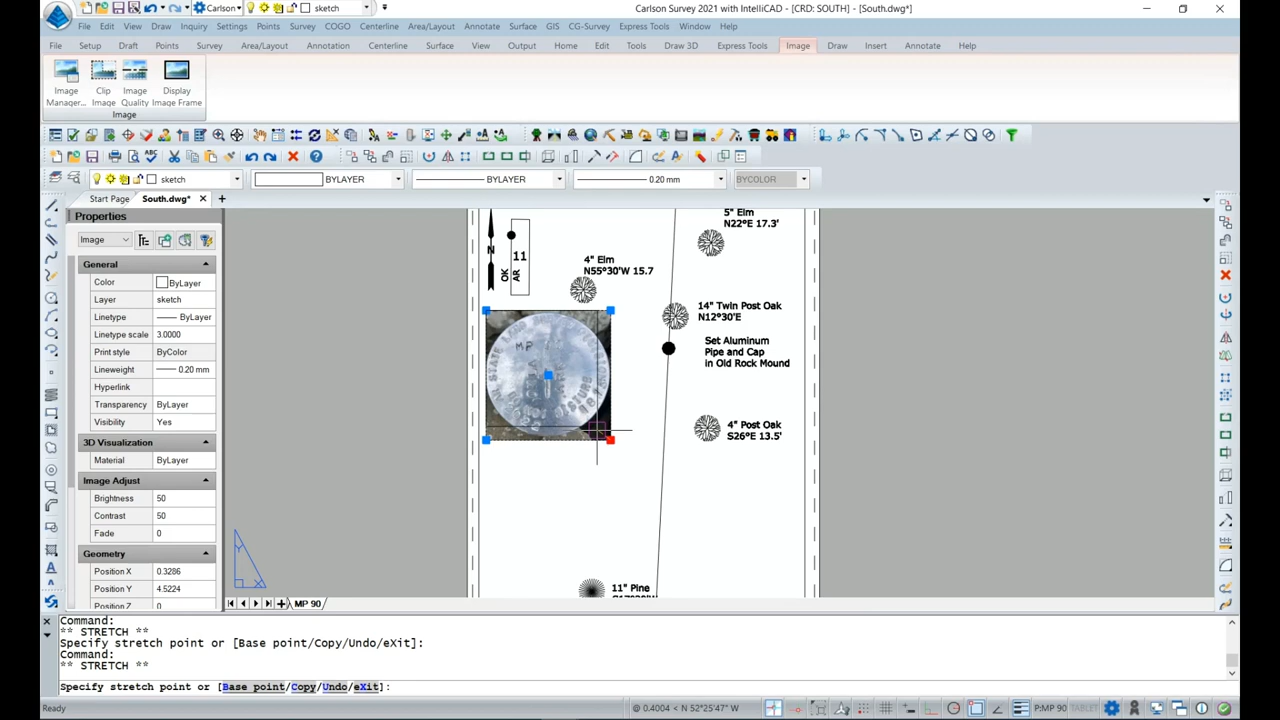 Carlson
sketch
Carlson Survey 2021 with IntelliCAD - [CRD: SOUTH] - [South.dwg*]
File Edit View Draw Inquiry Settings Points Survey COGO Centerline Area/Layout Surface GIS CG-Survey Express Tools Window Help
File Setup Draft Points Survey Area/Layout Annotation Centerline Surface View Output Home Edit Tools Draw 3D Express Tools Image Draw Insert Annotate Help
Image Manager...
Clip Image
Image Quality
Display Image Frame
Image
sketch
BYLAYER
BYLAYER
0.20 mm
BYCOLOR
Start Page
South.dwg*
Properties
Image
General
Color ByLayer
Layer sketch
Linetype ByLayer
Linetype scale 3.0000
Print style ByColor
Lineweight 0.20 mm
Hyperlink
Transparency ByLayer
Visibility Yes
3D Visualization
Material ByLayer
Image Adjust
Brightness 50
Contrast 50
Fade 0
Geometry
Position X 0.3286
Position Y 4.5224
Position Z 0
N
11
OK
AR
5" Elm
N22°E 17.3'
4" Elm
N55°30'W 15.7
14" Twin Post Oak
N12°30'E
Set Aluminum
Pipe and Cap
in Old Rock Mound
4" Post Oak
S26°E 13.5'
MP
STATE
11" Pine
Y
X
MP 90
Command:
** STRETCH **
Specify stretch point or [Base point/Copy/Undo/eXit]:
Command:
** STRETCH **
Specify stretch point or [Base point/Copy/Undo/eXit]:
Ready
@ 0.4004 < N 52°25'47" W
P:MP 90
TABLET